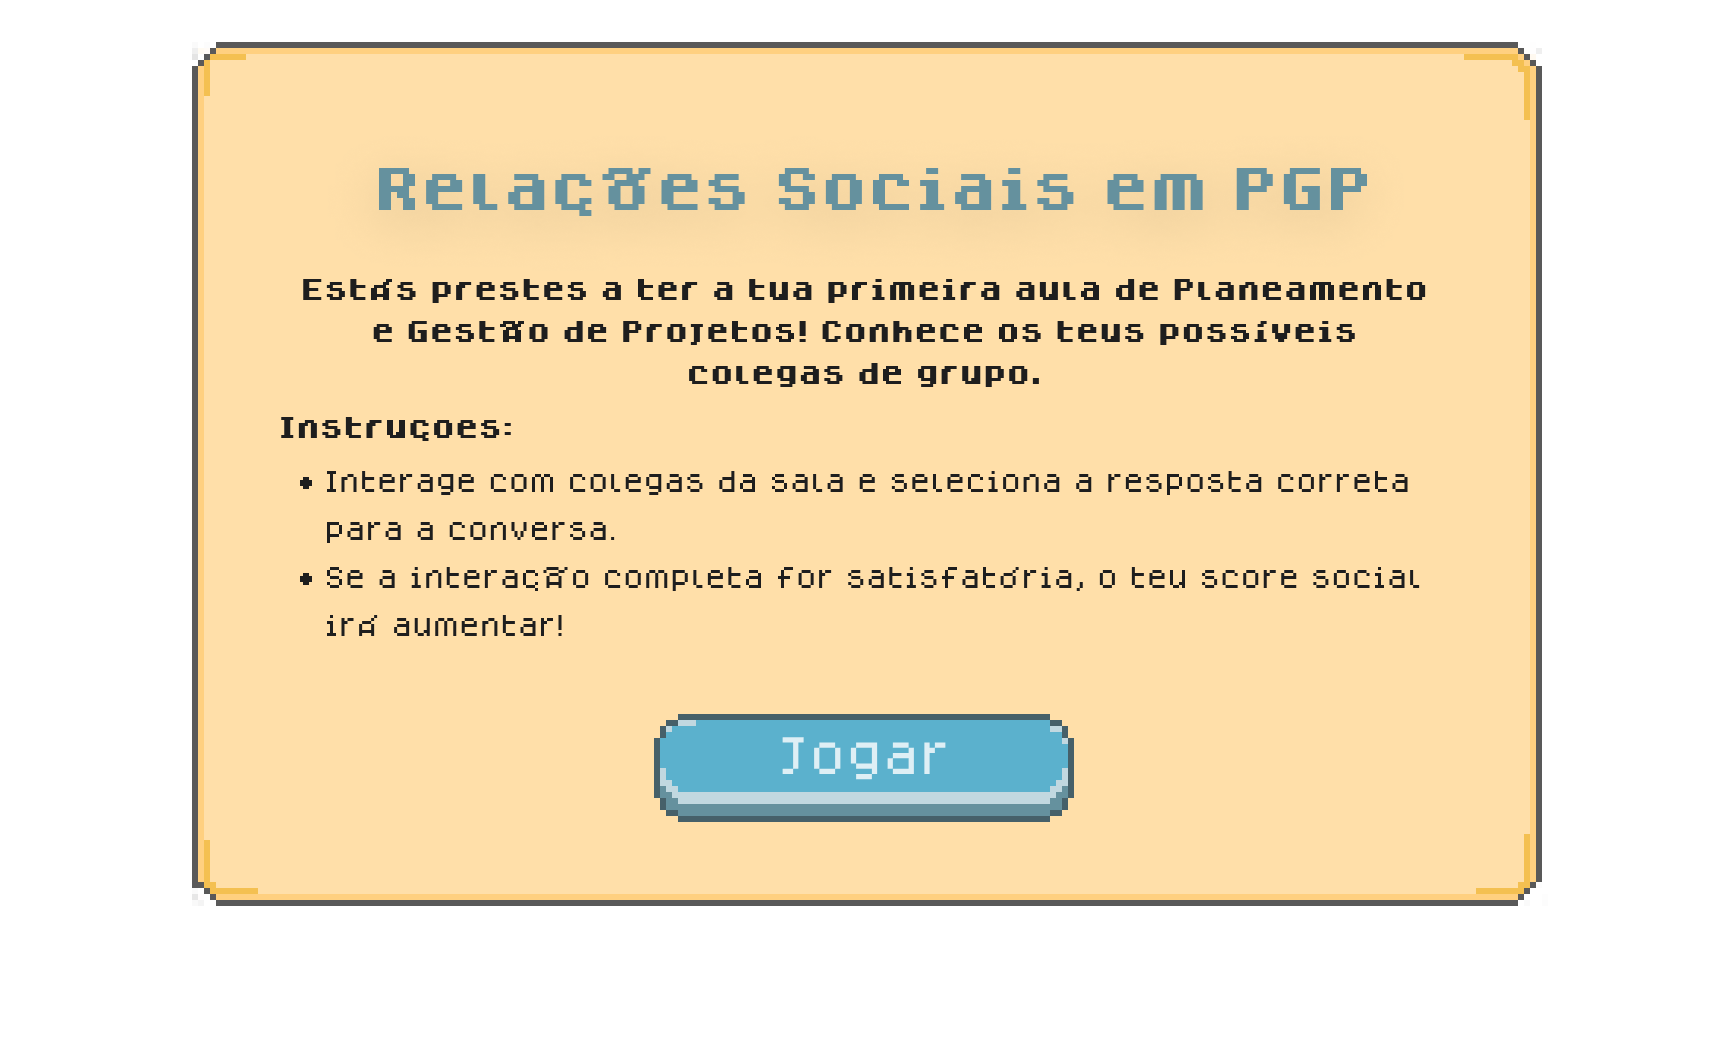 Relações Sociais em PGP
Estás prestes a ter a tua primeira aula de Planeamento
e Gestão de Projetos! Conhece os teus possíveis
colegas de grupo.
Instruçoes:
• Interage com colegas da sala e seleciona a resposta correta
para a conversa.
• Se a interação completa for satisfatória, o teu score social
irá aumentar!
Jogar